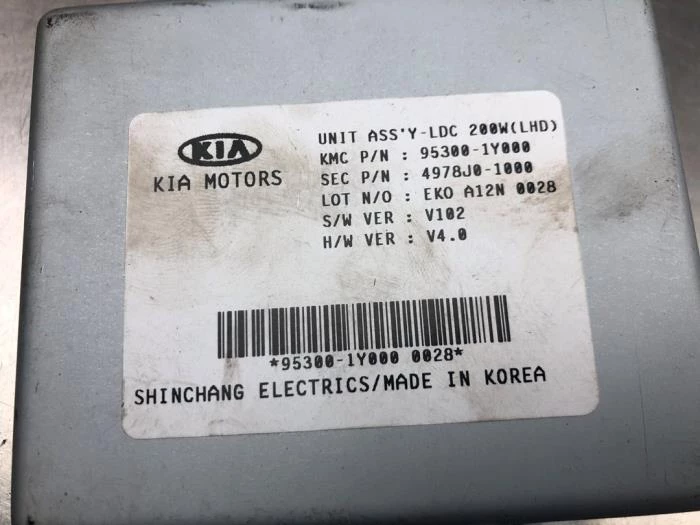 KIA
KIA MOTORS
UNIT ASS'Y-LDC 200W(LHD)
KMC P/N : 95300-1Y000
SEC P/N : 4978J0-1000
LOT N/O : EKO A12N 0028
S/W VER : V102
H/W VER : V4.0
*95300-1Y000 0028*
SHINCHANG ELECTRICS/MADE IN KOREA